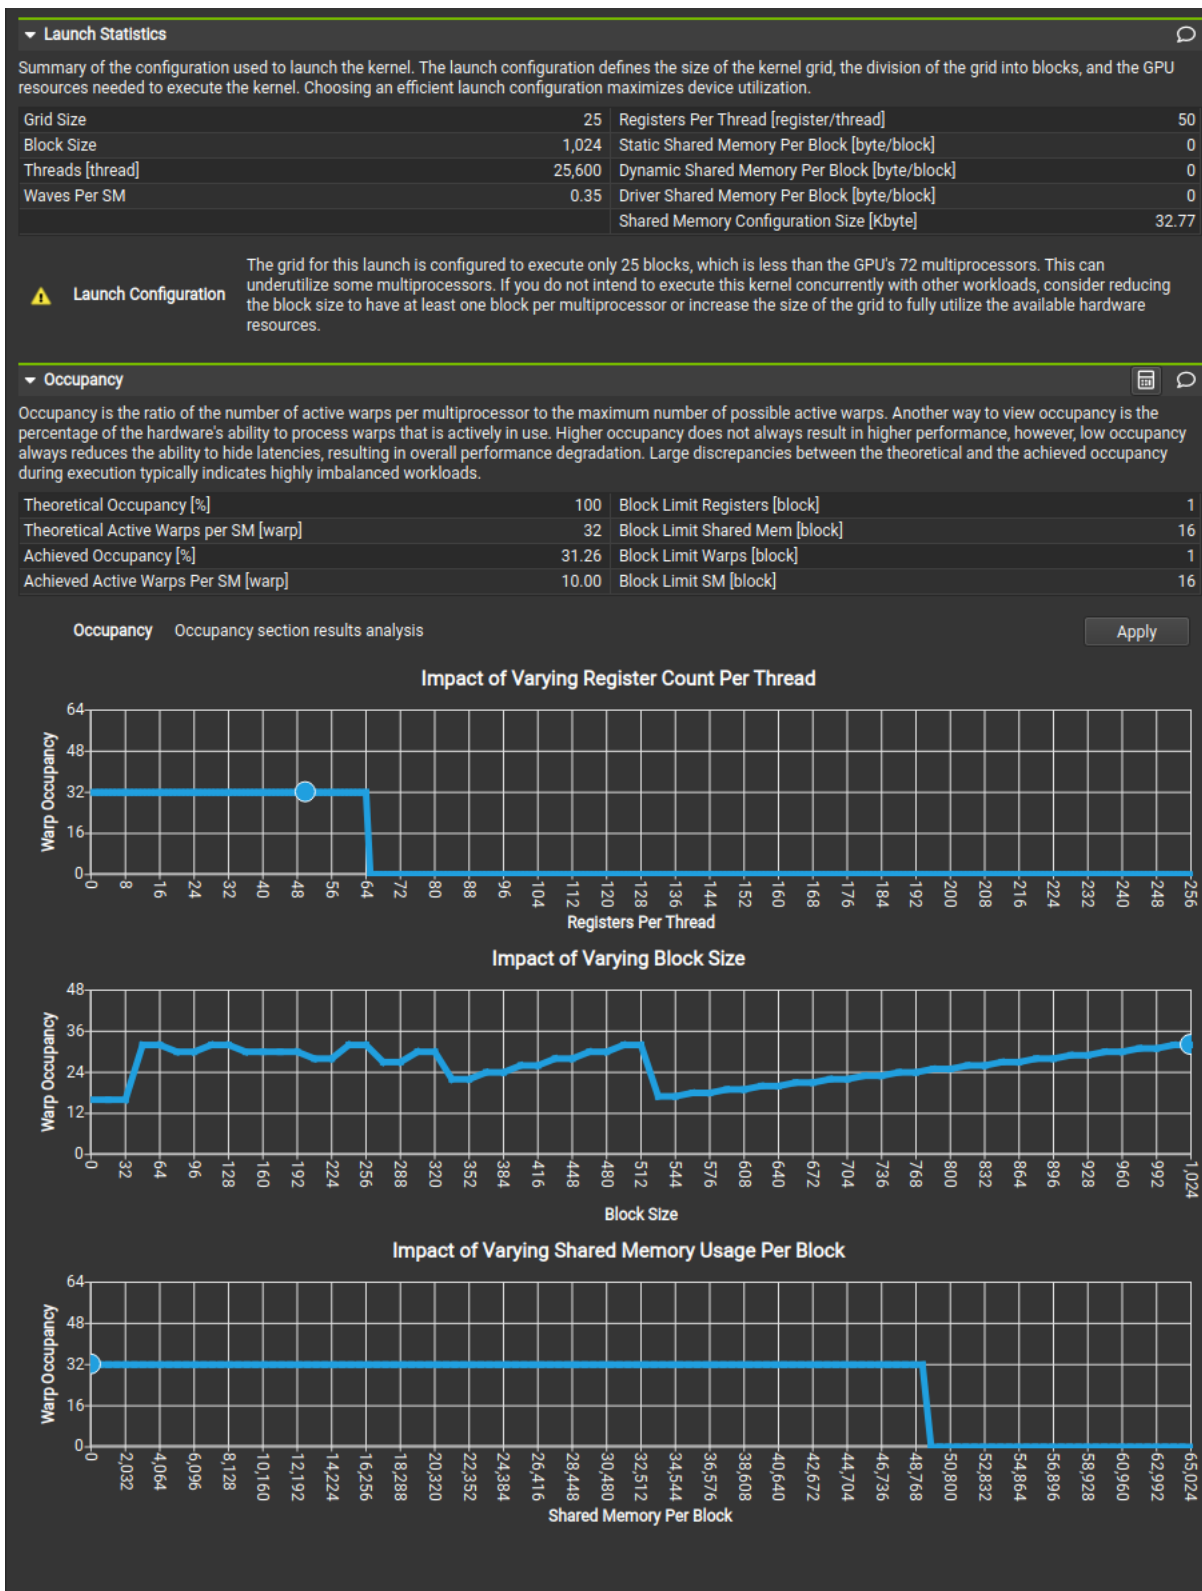 Launch Statistics
Summary of the configuration used to launch the kernel. The launch configuration defines the size of the kernel grid, the division of the grid into blocks, and the GPU
resources needed to execute the kernel. Choosing an efficient launch configuration maximizes device utilization.
Grid Size 25 Registers Per Thread [register/thread] 50
Block Size 1,024 Static Shared Memory Per Block [byte/block] 0
Threads [thread] 25,600 Dynamic Shared Memory Per Block [byte/block] 0
Waves Per SM 0.35 Driver Shared Memory Per Block [byte/block] 0
Shared Memory Configuration Size [Kbyte] 32.77
The grid for this launch is configured to execute only 25 blocks, which is less than the GPU's 72 multiprocessors. This can
Launch Configuration underutilize some multiprocessors. If you do not intend to execute this kernel concurrently with other workloads, consider reducing
the block size to have at least one block per multiprocessor or increase the size of the grid to fully utilize the available hardware
resources.
Occupancy
Occupancy is the ratio of the number of active warps per multiprocessor to the maximum number of possible active warps. Another way to view occupancy is the
percentage of the hardware's ability to process warps that is actively in use. Higher occupancy does not always result in higher performance, however, low occupancy
always reduces the ability to hide latencies, resulting in overall performance degradation. Large discrepancies between the theoretical and the achieved occupancy
during execution typically indicates highly imbalanced workloads.
Theoretical Occupancy [%] 100 Block Limit Registers [block] 1
Theoretical Active Warps per SM [warp] 32 Block Limit Shared Mem [block] 16
Achieved Occupancy [%] 31.26 Block Limit Warps [block] 1
Achieved Active Warps Per SM [warp] 10.00 Block Limit SM [block] 16
Occupancy Occupancy section results analysis Apply
Impact of Varying Register Count Per Thread
Warp Occupancy
64
48
32
16
0
0 8 16 24 32 40 48 56 64 72 80 88 96 104 112 120 128 136 144 152 160 168 176 184 192 200 208 216 224 232 240 248 256
Registers Per Thread
Impact of Varying Block Size
Warp Occupancy
48
36
24
12
0
0 32 64 96 128 160 192 224 256 288 320 352 384 416 448 480 512 544 576 608 640 672 704 736 768 800 832 864 896 928 960 992 1,024
Block Size
Impact of Varying Shared Memory Usage Per Block
Warp Occupancy
64
48
32
16
0
0 2,032 4,064 6,096 8,128 10,160 12,192 14,224 16,256 18,288 20,320 22,352 24,384 26,416 28,448 30,480 32,512 34,544 36,576 38,608 40,640 42,672 44,704 46,736 48,768 50,800 52,832 54,864 56,896 58,928 60,960 62,992 65,024
Shared Memory Per Block